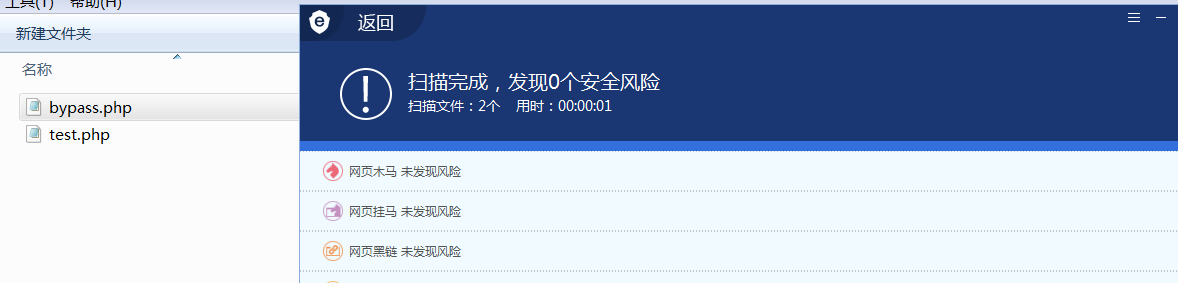 工具(T) 帮助(H)
新建文件夹
名称
bypass.php
test.php
e 返回
扫描完成，发现0个安全风险
扫描文件：2个 用时：00:00:01
网页木马 未发现风险
网页挂马 未发现风险
网页黑链 未发现风险